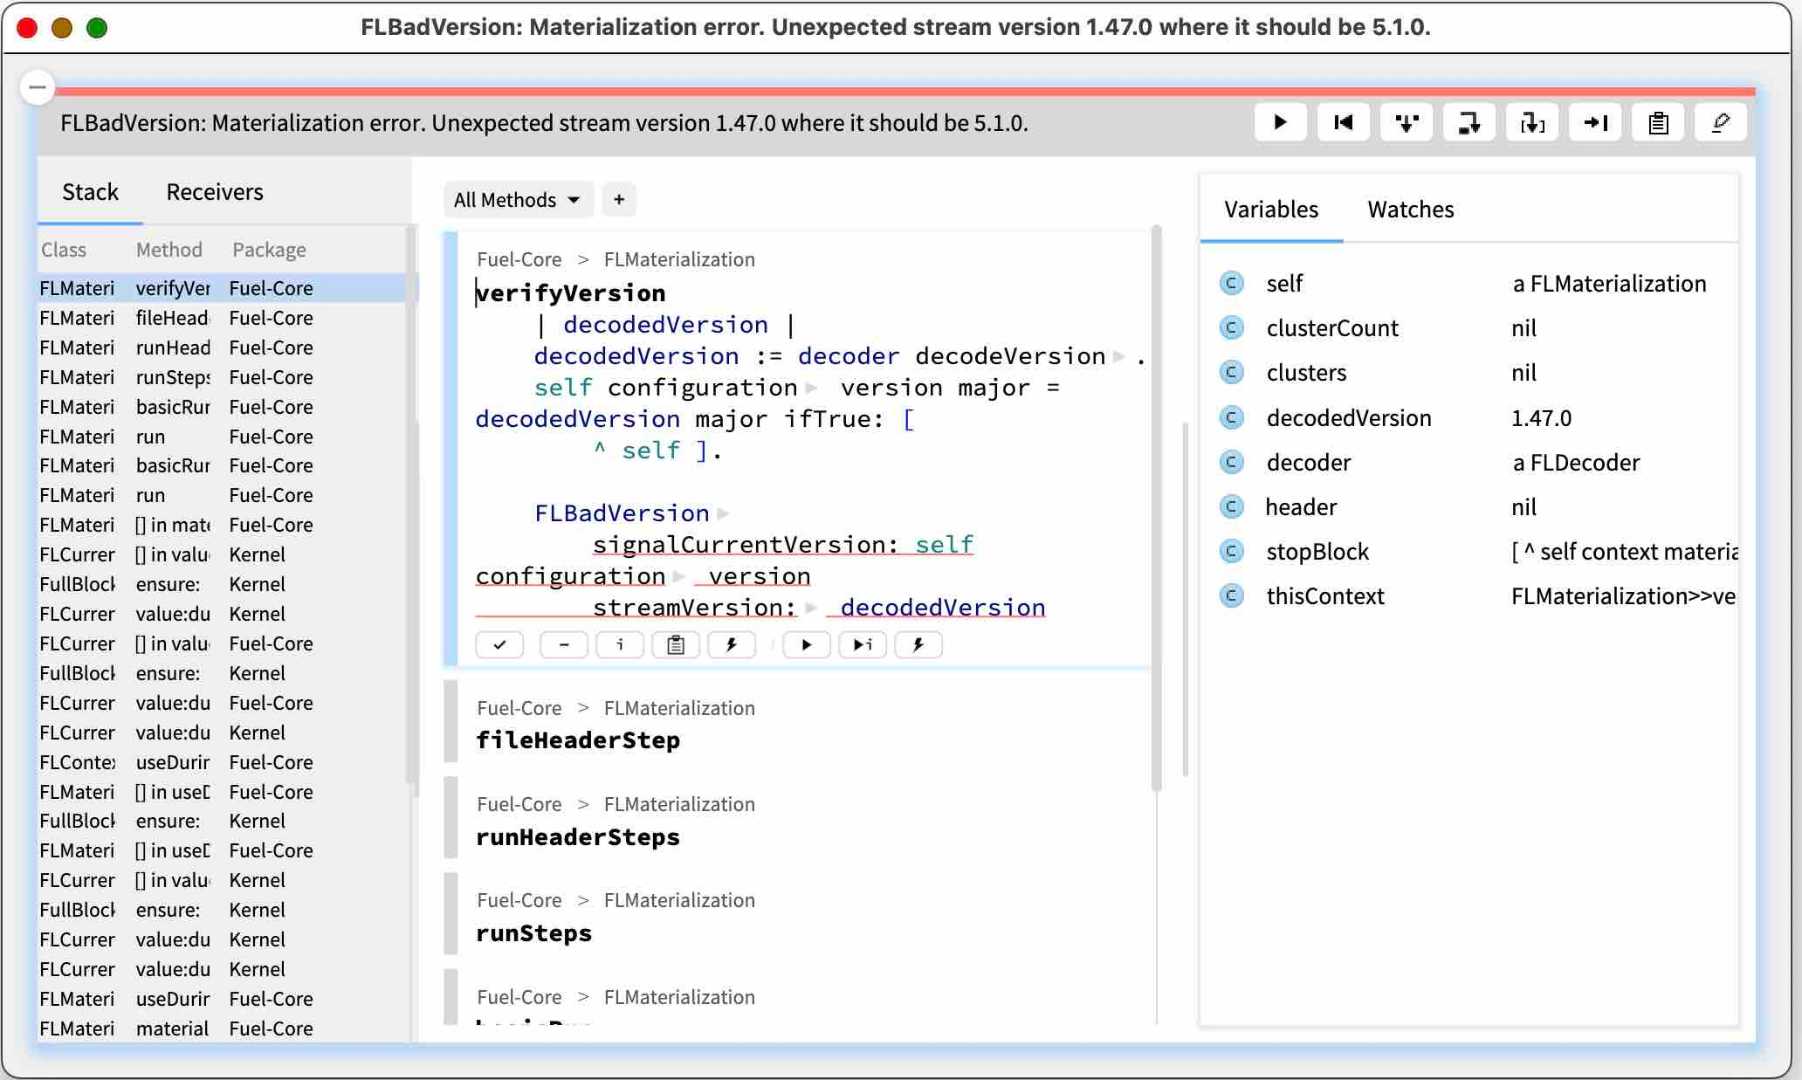 FLBadVersion: Materialization error. Unexpected stream version 1.47.0 where it should be 5.1.0.
FLBadVersion: Materialization error. Unexpected stream version 1.47.0 where it should be 5.1.0.
Stack Receivers
Class Method Package
FLMateri verifyVer Fuel-Core
FLMateri fileHead Fuel-Core
FLMateri runHead Fuel-Core
FLMateri runSteps Fuel-Core
FLMateri basicRur Fuel-Core
FLMateri run Fuel-Core
FLMateri basicRur Fuel-Core
FLMateri run Fuel-Core
FLMateri [] in mate Fuel-Core
FLCurrer [] in valu Kernel
FullBlock ensure: Kernel
FLCurrer value:du Kernel
FLCurrer [] in valu Fuel-Core
FullBlock ensure: Kernel
FLCurrer value:du Fuel-Core
FLCurrer value:du Kernel
FLContex useDurir Fuel-Core
FLMateri [] in useD Fuel-Core
FullBlock ensure: Kernel
FLMateri [] in useD Fuel-Core
FLCurrer [] in valu Kernel
FullBlock ensure: Kernel
FLCurrer value:du Kernel
FLCurrer value:du Kernel
FLMateri useDurir Fuel-Core
FLMateri material Fuel-Core
All Methods +
Fuel-Core > FLMaterialization
verifyVersion
| decodedVersion |
decodedVersion := decoder decodeVersion .
self configuration version major =
decodedVersion major ifTrue: [
^ self ].
FLBadVersion
signalCurrentVersion: self
configuration version
streamVersion: decodedVersion
Fuel-Core > FLMaterialization
fileHeaderStep
Fuel-Core > FLMaterialization
runHeaderSteps
Fuel-Core > FLMaterialization
runSteps
Fuel-Core > FLMaterialization
Variables Watches
C self a FLMaterialization
C clusterCount nil
C clusters nil
C decodedVersion 1.47.0
C decoder a FLDecoder
C header nil
C stopBlock [ ^ self context materia
C thisContext FLMaterialization>>ve